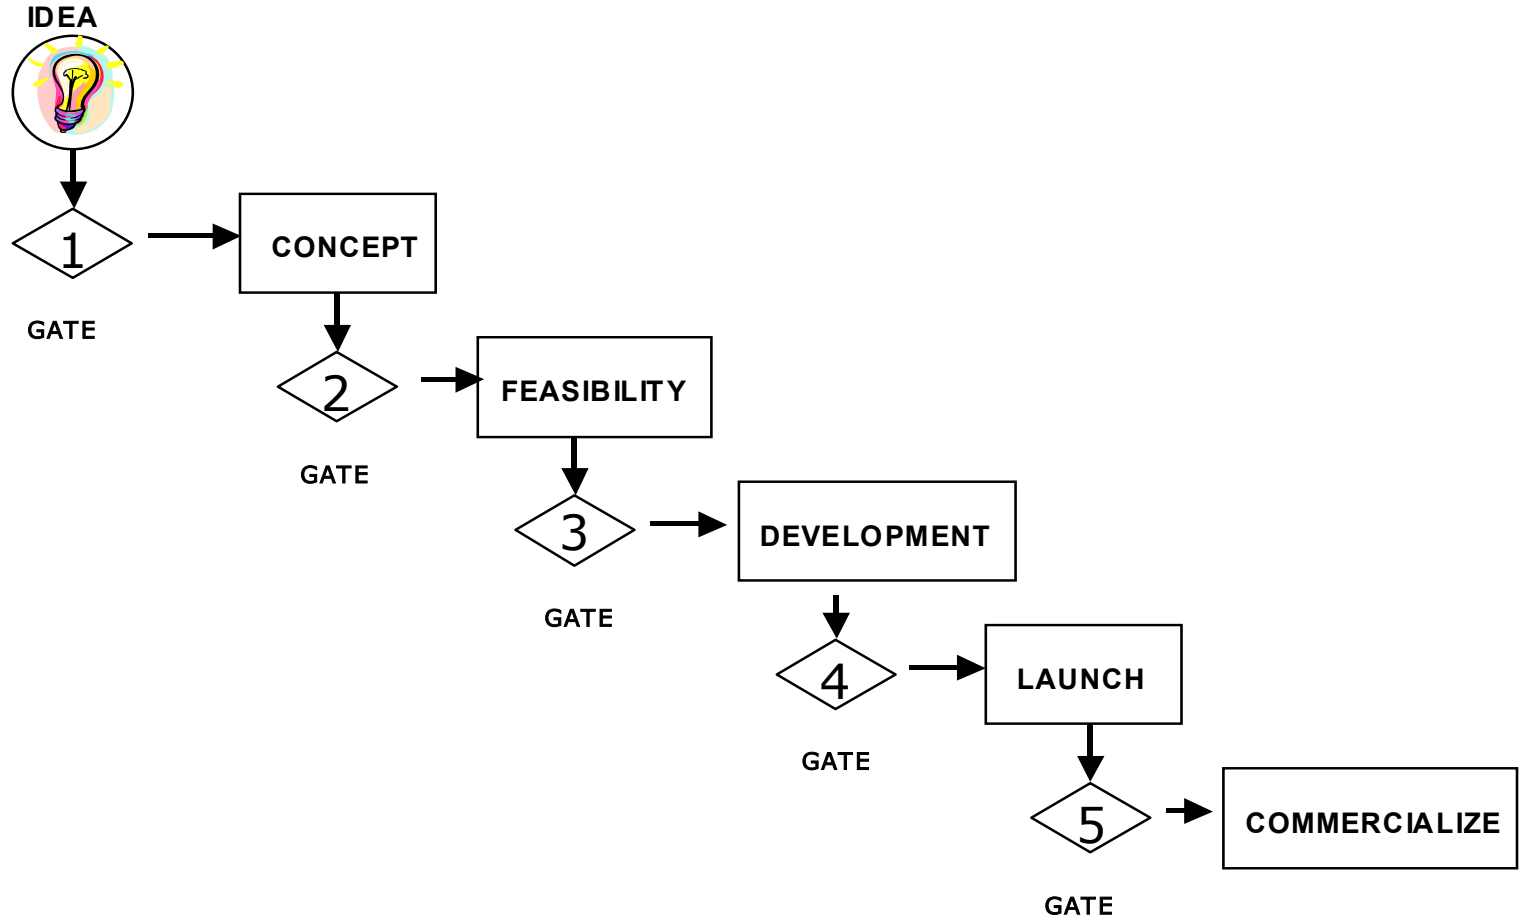 IDEA
1
CONCEPT
GATE
2
FEASIBILITY
GATE
3
DEVELOPMENT
GATE
4
LAUNCH
GATE
5
COMMERCIALIZE
GATE